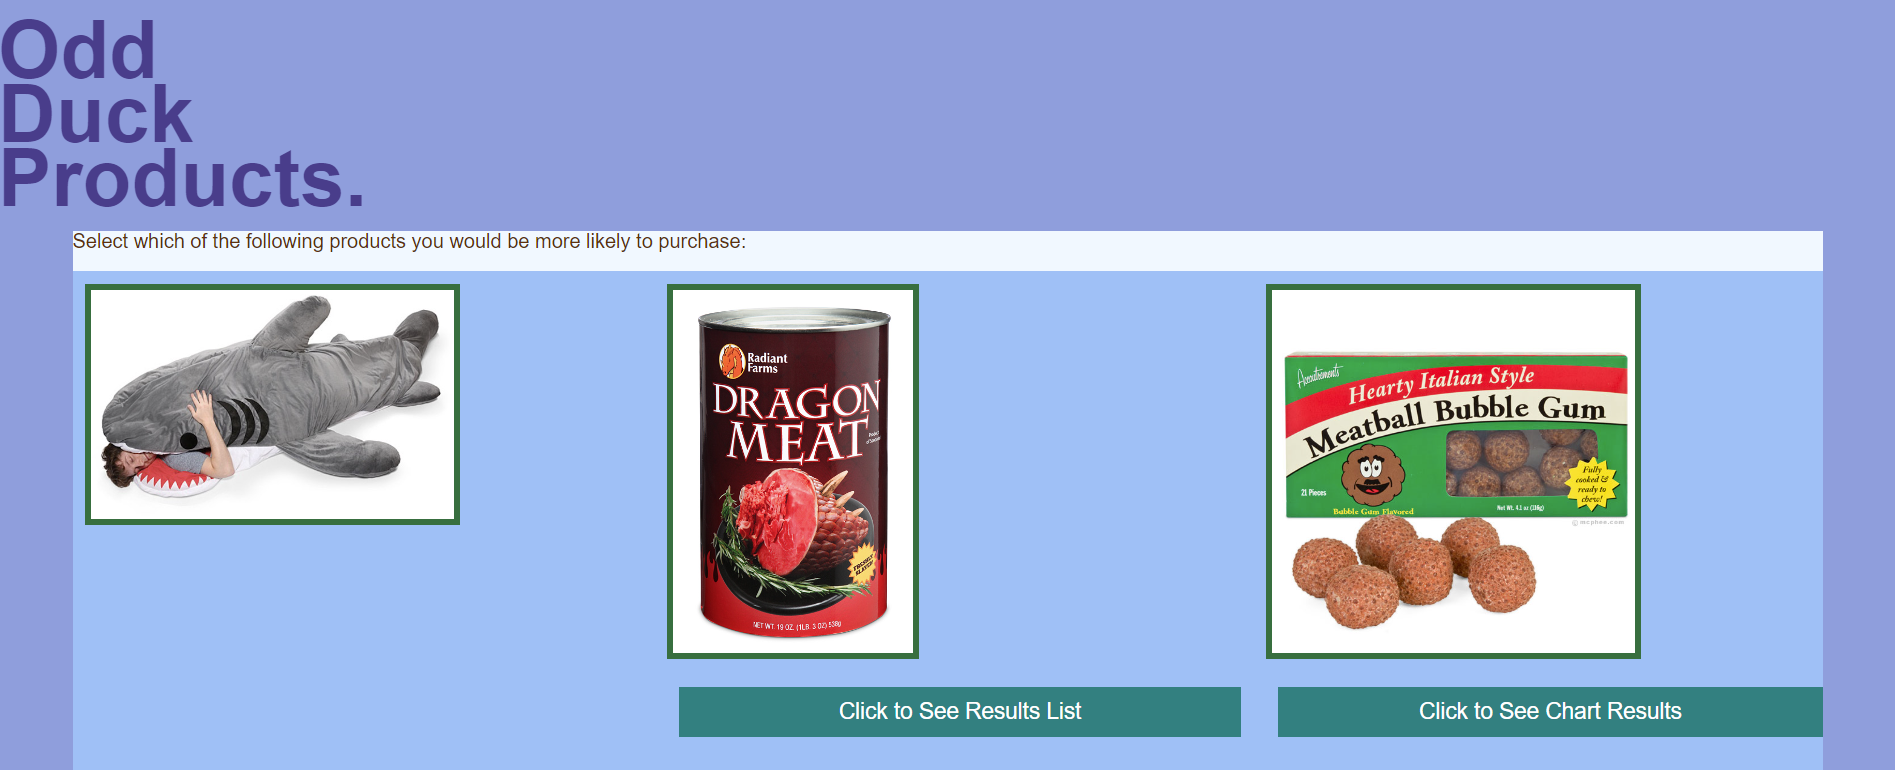 Odd
Duck
Products.
Select which of the following products you would be more likely to purchase:
Radiant
Farms
DRAGON
MEAT
NET WT. 19 OZ. (1LB. 3 OZ) 538g
Accoutrements
Hearty Italian Style
Meatball Bubble Gum
21 Pieces
Bubble Gum Flavored
Fully
cooked &
ready to
chew!
Net Wt. 4.1 oz (116g)
© mcphee.com
Click to See Results List
Click to See Chart Results